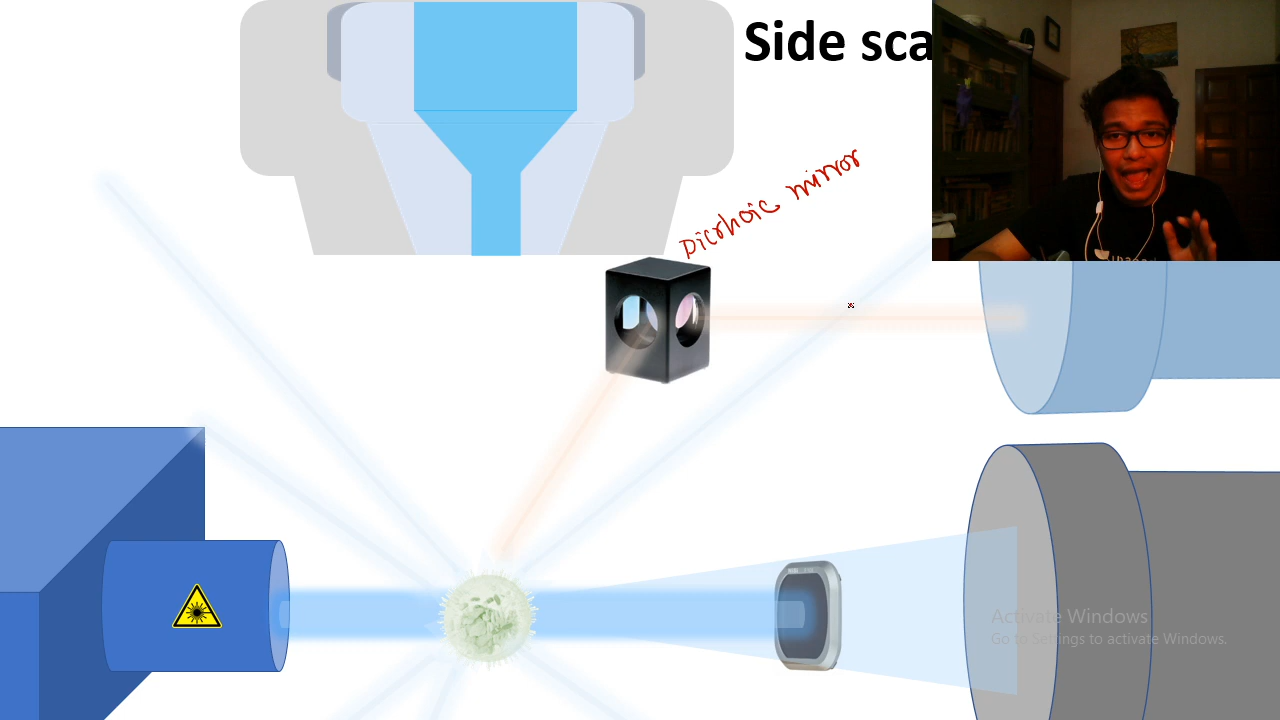 Side sca
Dicrhoic mirror
Activate Windows
Go to Settings to activate Windows.